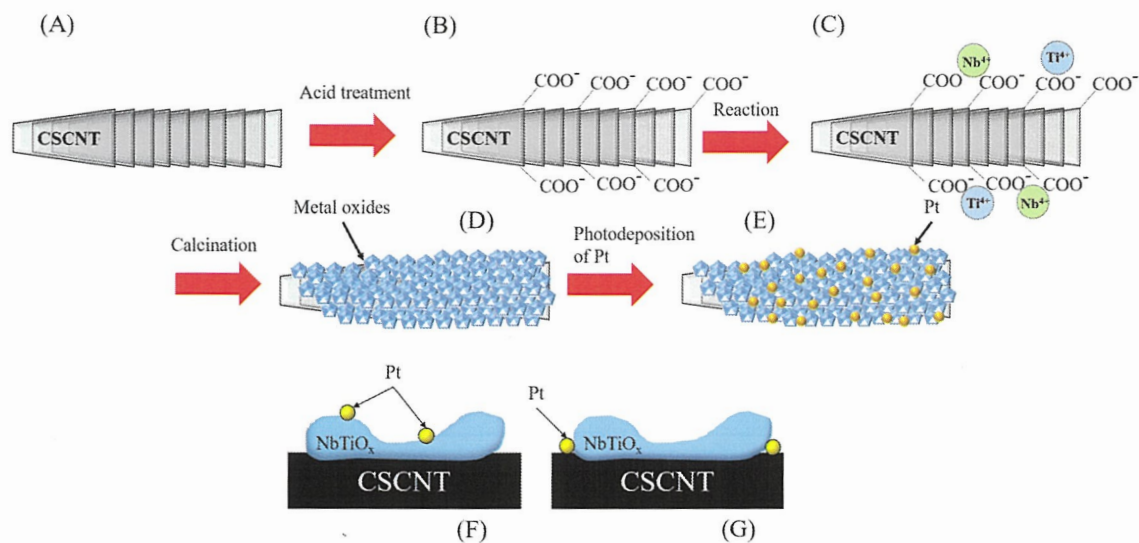 (A)
(B)
(C)
CSCNT
Acid treatment
COO⁻ COO⁻ COO⁻ COO⁻
CSCNT
COO⁻ COO⁻ COO⁻
Reaction
Nb⁴⁺ Ti⁴⁺
COO COO⁻ COO⁻ COO⁻
CSCNT
COO⁻ COO⁻ COO⁻
Ti⁴⁺ Nb⁴⁺
Calcination
Metal oxides
(D)
Photodeposition
of Pt
(E)
Pt
Pt
NbTiOₓ
CSCNT
(F)
Pt
NbTiOₓ
CSCNT
(G)